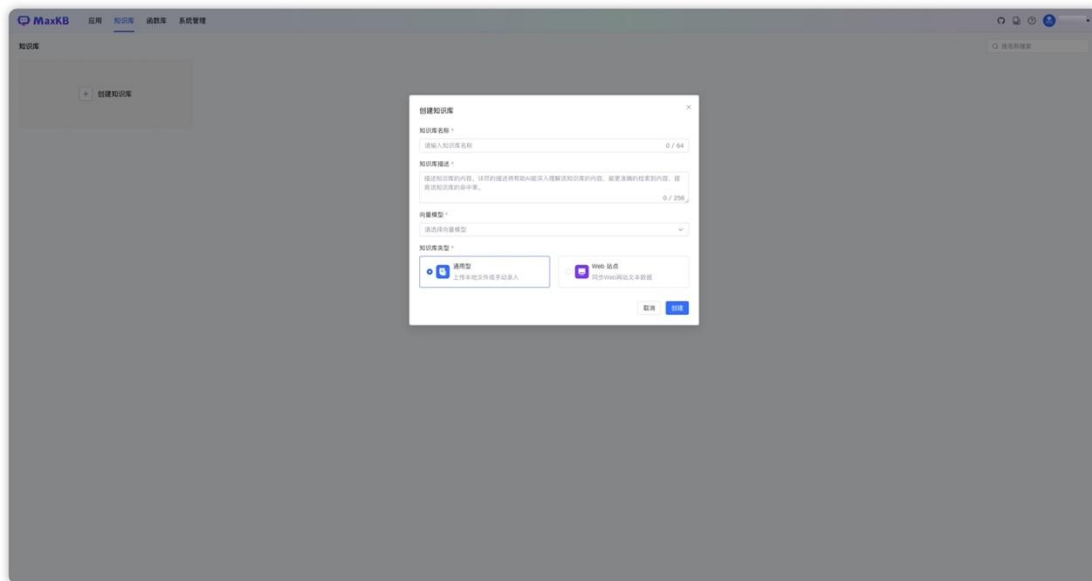 MaxKB
应用 知识库 函数库 系统管理
知识库
按名称搜索
+ 创建知识库
创建知识库
知识库名称 *
请输入知识库名称
0 / 64
知识库描述 *
描述知识库的内容，详尽的描述将帮助AI能深入理解该知识库的内容，能更准确的检索到内容，提
高该知识库的命中率。
0 / 256
向量模型 *
请选择向量模型
知识库类型 *
通用型
上传本地文件或手动录入
Web 站点
同步Web网站文本数据
取消 创建